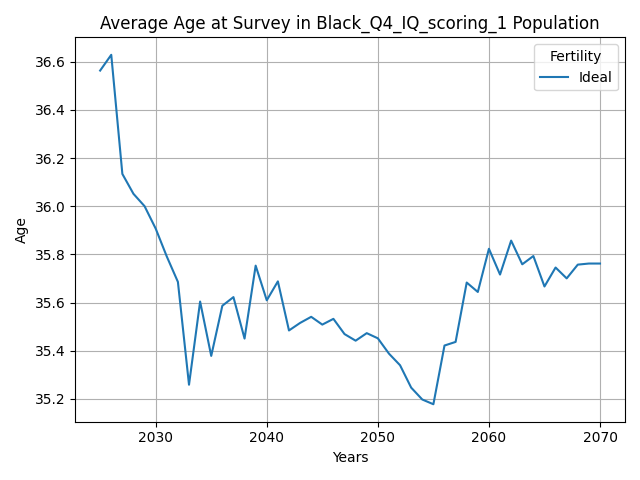 Average Age at Survey in Black_Q4_IQ_scoring_1 Population
Fertility
Ideal
36.6
36.4
36.2
36.0
35.8
35.6
35.4
35.2
Age
2030 2040 2050 2060 2070
Years